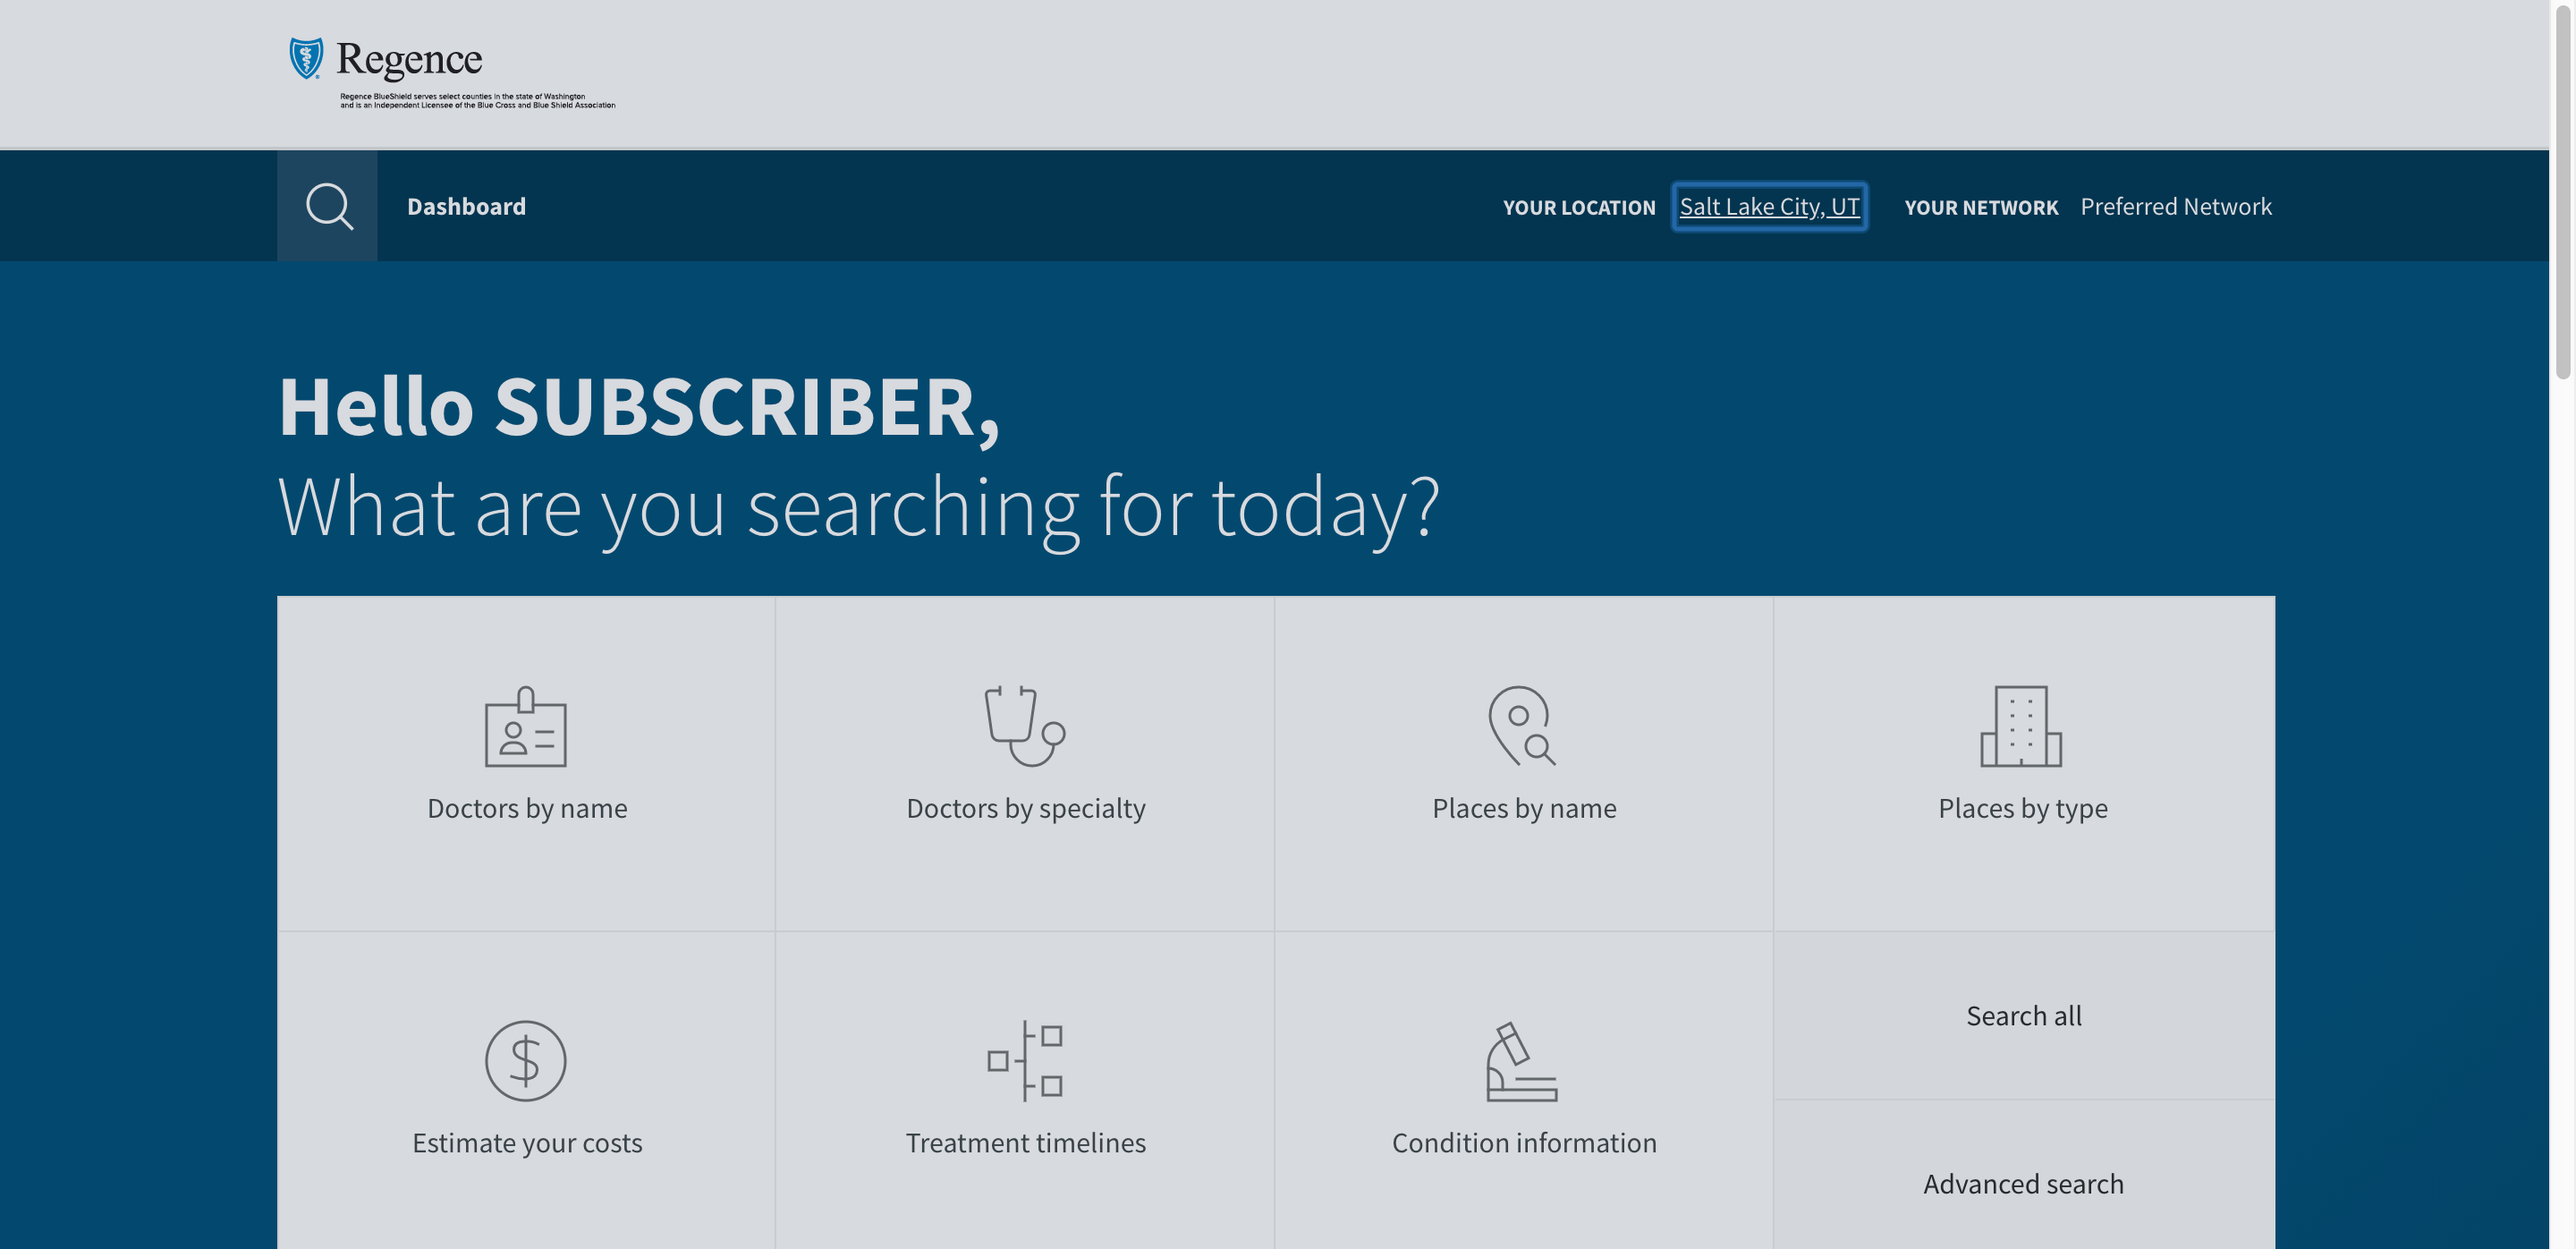 Regence
Regence BlueShield serves select counties in the state of Washington
and is an Independent Licensee of the Blue Cross and Blue Shield Association
Dashboard
YOUR LOCATION Salt Lake City, UT YOUR NETWORK Preferred Network
Hello SUBSCRIBER,
What are you searching for today?
Doctors by name
Doctors by specialty
Places by name
Places by type
Estimate your costs
Treatment timelines
Condition information
Search all
Advanced search